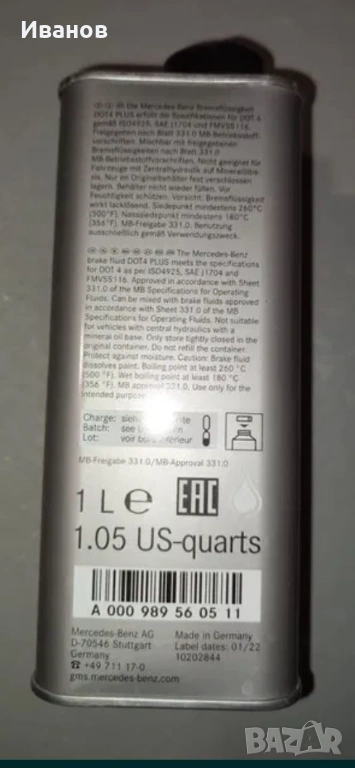 Иванов
die Mercedes-Benz Bremsflüssigkeit
DOT4 PLUS erfüllt die Spezifikationen für DOT 4
gemäß ISO4925, SAE J1704 und FMVSS116.
Freigegeben nach Blatt 331.0 MB-Betriebsstoff-
vorschriften. Mischbar mit freigegebenen
Bremsflüssigkeiten nach Blatt 331.0
MB-Betriebsstoffvorschriften. Nicht geeignet für
Fahrzeuge mit Zentralhydraulik auf Mineralölba-
sis. Nur im Originalbehälter fest verschlossen
lagern. Behälter nicht wieder füllen. Vor
Feuchtigkeit schützen. Vorsicht: Bremsflüssigkeit
wirkt lacklösend. Siedepunkt mindestens 260°C
(500°F). Nasssiedepunkt mindestens 180°C
(356°F). MB-Freigabe 331.0. Benutzung
ausschließlich gemäß Verwendungszweck.
The Mercedes-Benz
brake fluid DOT4 PLUS meets the specifications
for DOT 4 as per ISO4925, SAE J1704 and
FMVSS116. Approved in accordance with Sheet
331.0 of the MB Specifications for Operating
Fluids. Can be mixed with brake fluids approved
in accordance with Sheet 331.0 of the MB
Specifications for Operating Fluids. Not suitable
for vehicles with central hydraulics with a
mineral oil base. Only store tightly closed in the
original container. Do not refill the container.
Protect against moisture. Caution: Brake fluid
dissolves paint. Boiling point at least 260 °C
(500 °F). Wet boiling point at least 180 °C
(356 °F). MB approval 331.0. Use only for the
intended purpose.
Charge: siehe
Batch: see
Lot: voir bord inférieur
MB-Freigabe 331.0/MB-Approval 331.0
1 L e EAC
1.05 US-quarts
A 000 989 56 05 11
Mercedes-Benz AG
D-70546 Stuttgart
Germany
☎ +49 711 17-0
gms.mercedes-benz.com
Made in Germany
Label dates: 01/22
10202844
BAZAR